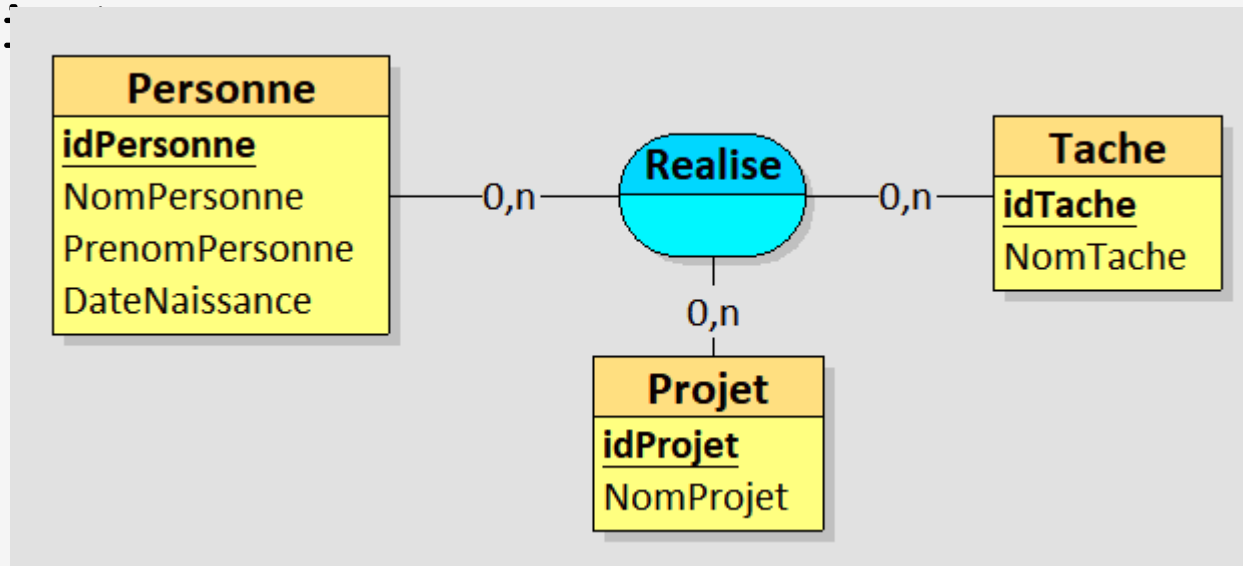 Personne
idPersonne
NomPersonne
PrenomPersonne
DateNaissance
0,n
Realise
0,n
Tache
idTache
NomTache
0,n
Projet
idProjet
NomProjet